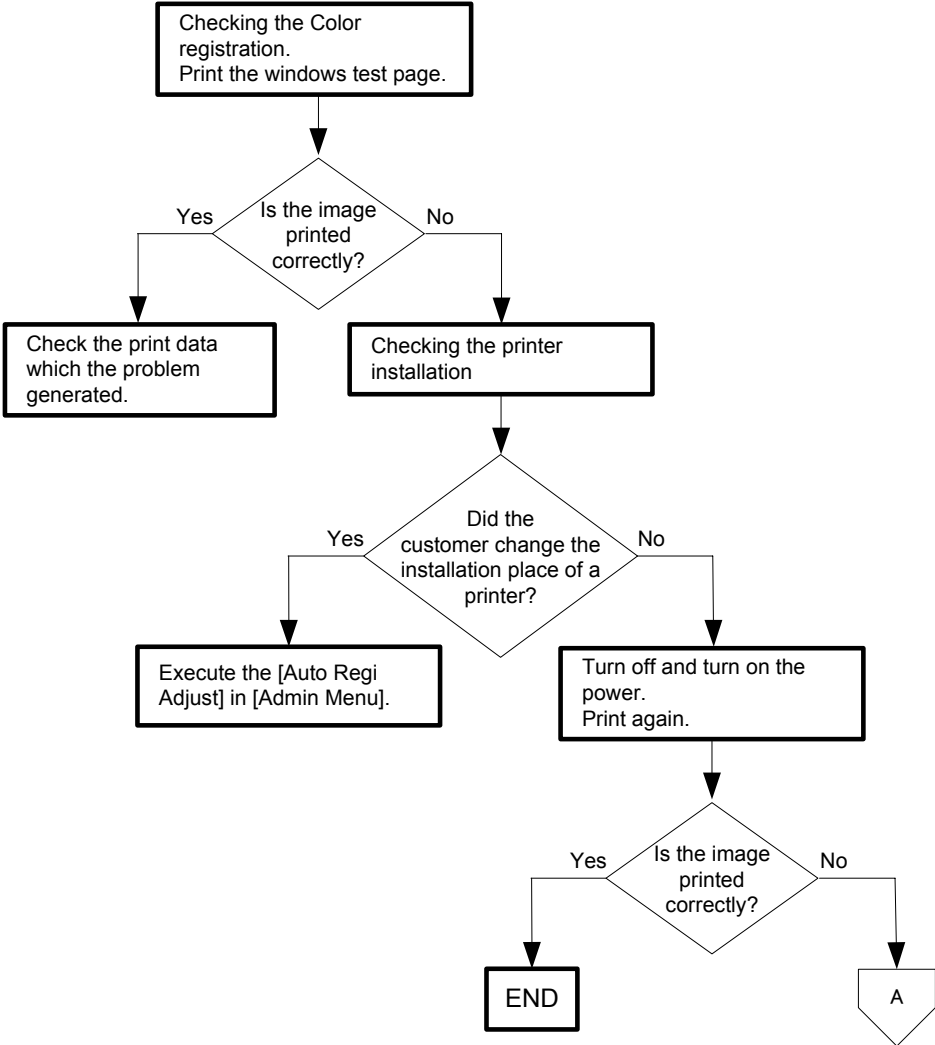 Checking the Color
registration.
Print the windows test page.
Is the image
printed
correctly?
Yes
No
Check the print data
which the problem
generated.
Checking the printer
installation
Did the
customer change the
installation place of a
printer?
Yes
No
Execute the [Auto Regi
Adjust] in [Admin Menu].
Turn off and turn on the
power.
Print again.
Is the image
printed
correctly?
Yes
No
END
A